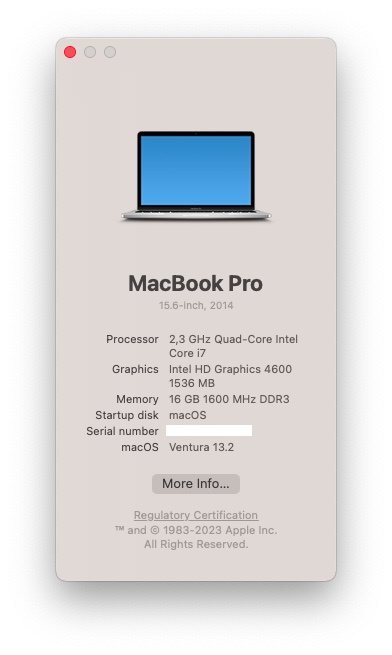 MacBook Pro
15.6-inch, 2014
Processor 2,3 GHz Quad-Core Intel
Core i7
Graphics Intel HD Graphics 4600
1536 MB
Memory 16 GB 1600 MHz DDR3
Startup disk macOS
Serial number
macOS Ventura 13.2
More Info...
Regulatory Certification
™ and © 1983-2023 Apple Inc.
All Rights Reserved.